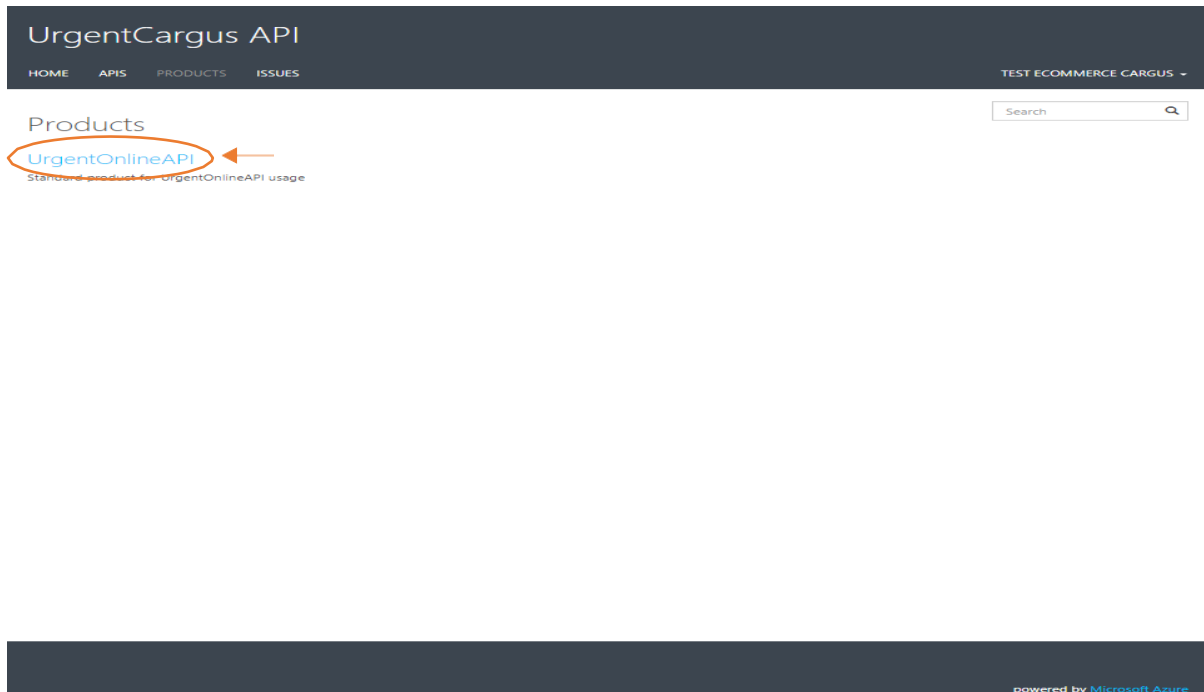 UrgentCargus API
HOME APIS PRODUCTS ISSUES TEST ECOMMERCE CARGUS
Search
Products
UrgentOnlineAPI
Standard product for UrgentOnlineAPI usage
powered by Microsoft Azure